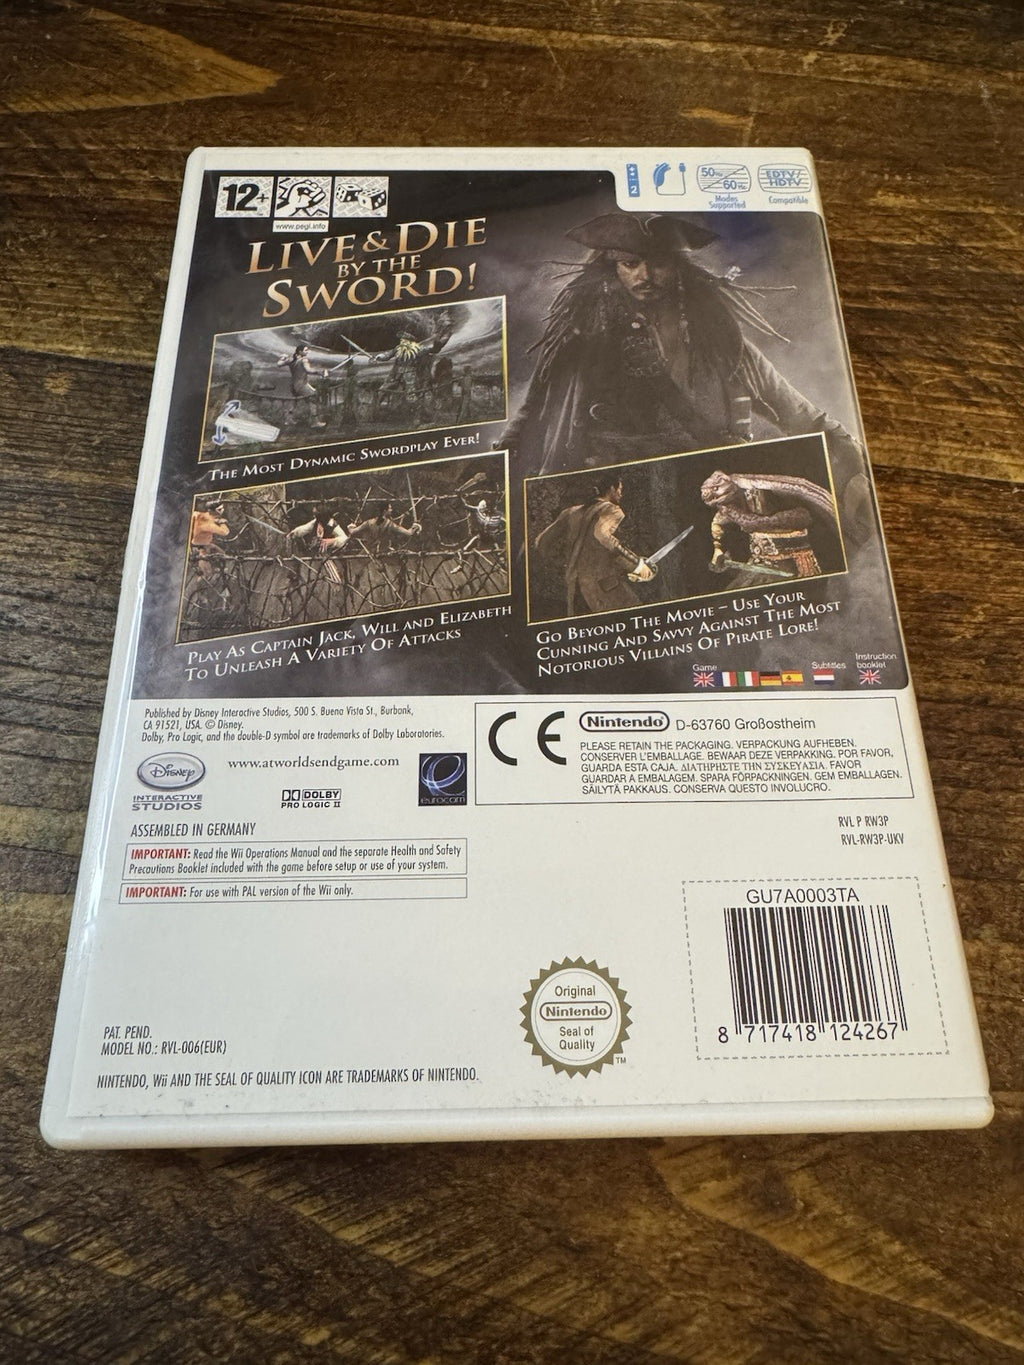 12+
www.pegi.info
2
50Hz
60Hz
Modes
Supported
EDTV/
HDTV
Compatible
LIVE & DIE
BY THE
SWORD!
THE MOST DYNAMIC SWORDPLAY EVER!
PLAY AS CAPTAIN JACK, WILL AND ELIZABETH
TO UNLEASH A VARIETY OF ATTACKS
GO BEYOND THE MOVIE – USE YOUR
CUNNING AND SAVVY AGAINST THE MOST
NOTORIOUS VILLAINS OF PIRATE LORE!
Game
Subtitles
Instruction
booklet
Published by Disney Interactive Studios, 500 S. Buena Vista St., Burbank,
CA 91521, USA. © Disney.
Dolby, Pro Logic, and the double-D symbol are trademarks of Dolby Laboratories.
Disney
INTERACTIVE
STUDIOS
www.atworldsendgame.com
DOLBY
PRO LOGIC II
eurocom
CE
Nintendo
D-63760 Großostheim
PLEASE RETAIN THE PACKAGING. VERPACKUNG AUFHEBEN.
CONSERVER L'EMBALLAGE. BEWAAR DEZE VERPAKKING. POR FAVOR,
GUARDA ESTA CAJA. ΔΙΑΤΗΡΗΣΤΕ ΤΗΝ ΣΥΣΚΕΥΑΣΙΑ. FAVOR
GUARDAR A EMBALAGEM. SPARA FÖRPACKNINGEN. GEM EMBALLAGEN.
SÄILYTÄ PAKKAUS. CONSERVA QUESTO INVOLUCRO.
ASSEMBLED IN GERMANY
IMPORTANT: Read the Wii Operations Manual and the separate Health and Safety
Precautions Booklet included with the game before setup or use of your system.
IMPORTANT: For use with PAL version of the Wii only.
RVL P RW3P
RVL-RW3P-UKV
GU7A0003TA
8 717418 124267
Original
Nintendo
Seal of
Quality
TM
PAT. PEND.
MODEL NO.: RVL-006(EUR)
NINTENDO, Wii AND THE SEAL OF QUALITY ICON ARE TRADEMARKS OF NINTENDO.